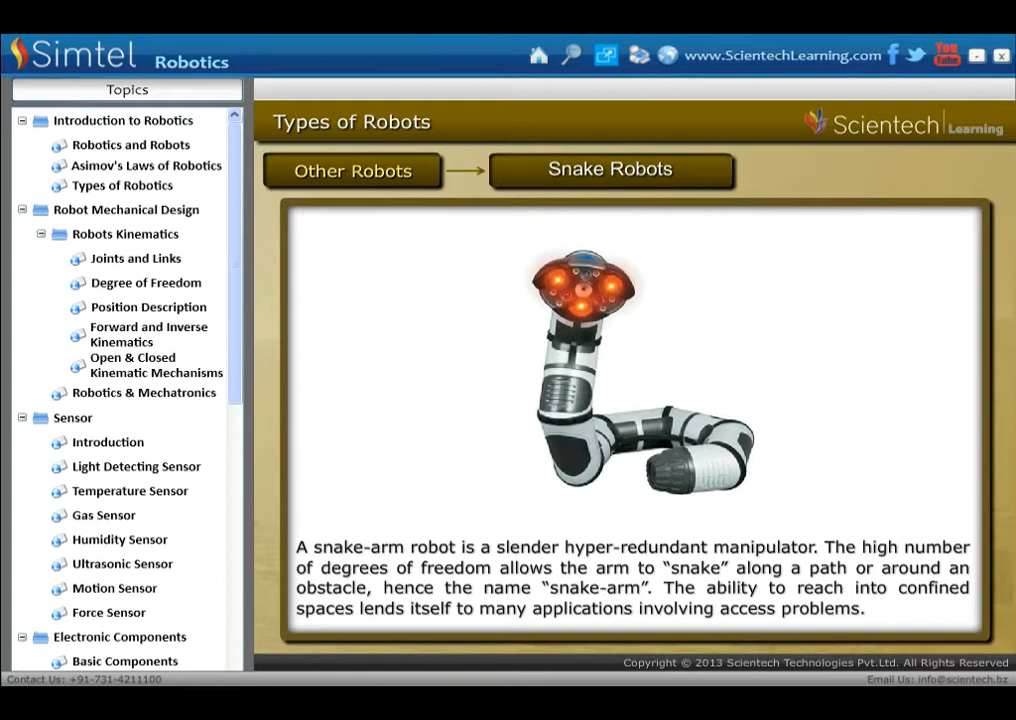 Simtel Robotics
www.ScientechLearning.com
You
Tube
-
x
Topics
Introduction to Robotics
Robotics and Robots
Asimov's Laws of Robotics
Types of Robotics
Robot Mechanical Design
Robots Kinematics
Joints and Links
Degree of Freedom
Position Description
Forward and Inverse
Kinematics
Open & Closed
Kinematic Mechanisms
Robotics & Mechatronics
Sensor
Introduction
Light Detecting Sensor
Temperature Sensor
Gas Sensor
Humidity Sensor
Ultrasonic Sensor
Motion Sensor
Force Sensor
Electronic Components
Basic Components
Types of Robots
Scientech Learning
Other Robots
Snake Robots
A snake-arm robot is a slender hyper-redundant manipulator. The high number
of degrees of freedom allows the arm to “snake” along a path or around an
obstacle, hence the name “snake-arm”. The ability to reach into confined
spaces lends itself to many applications involving access problems.
Copyright © 2013 Scientech Technologies Pvt.Ltd. All Rights Reserved
Contact Us: +91-731-4211100
Email Us: info@scientech.bz